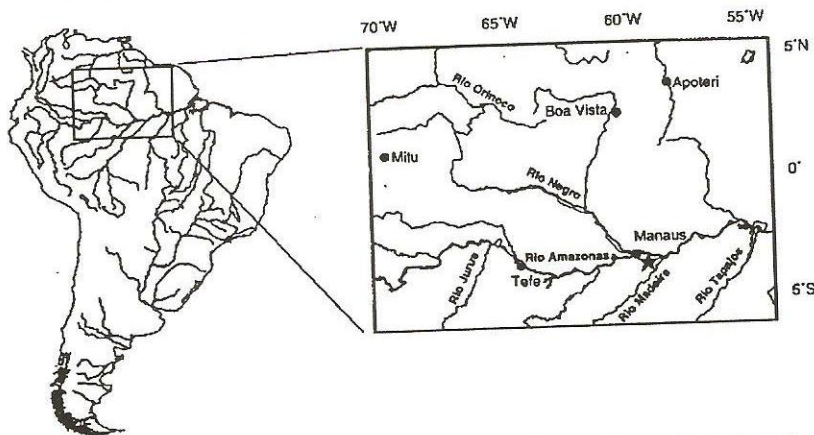 70°W 65°W 60°W 55°W
5°N
Rio Orinoco
Apoteri
Boa Vista
Mitu
0°
Rio Negro
Manaus
Rio Amazonas
Rio Jurua
Tefe
Rio Madeira
Rio Tapajos
5°S